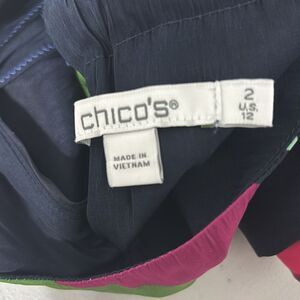 chico's®
2
U.S.
12
MADE IN
VIETNAM